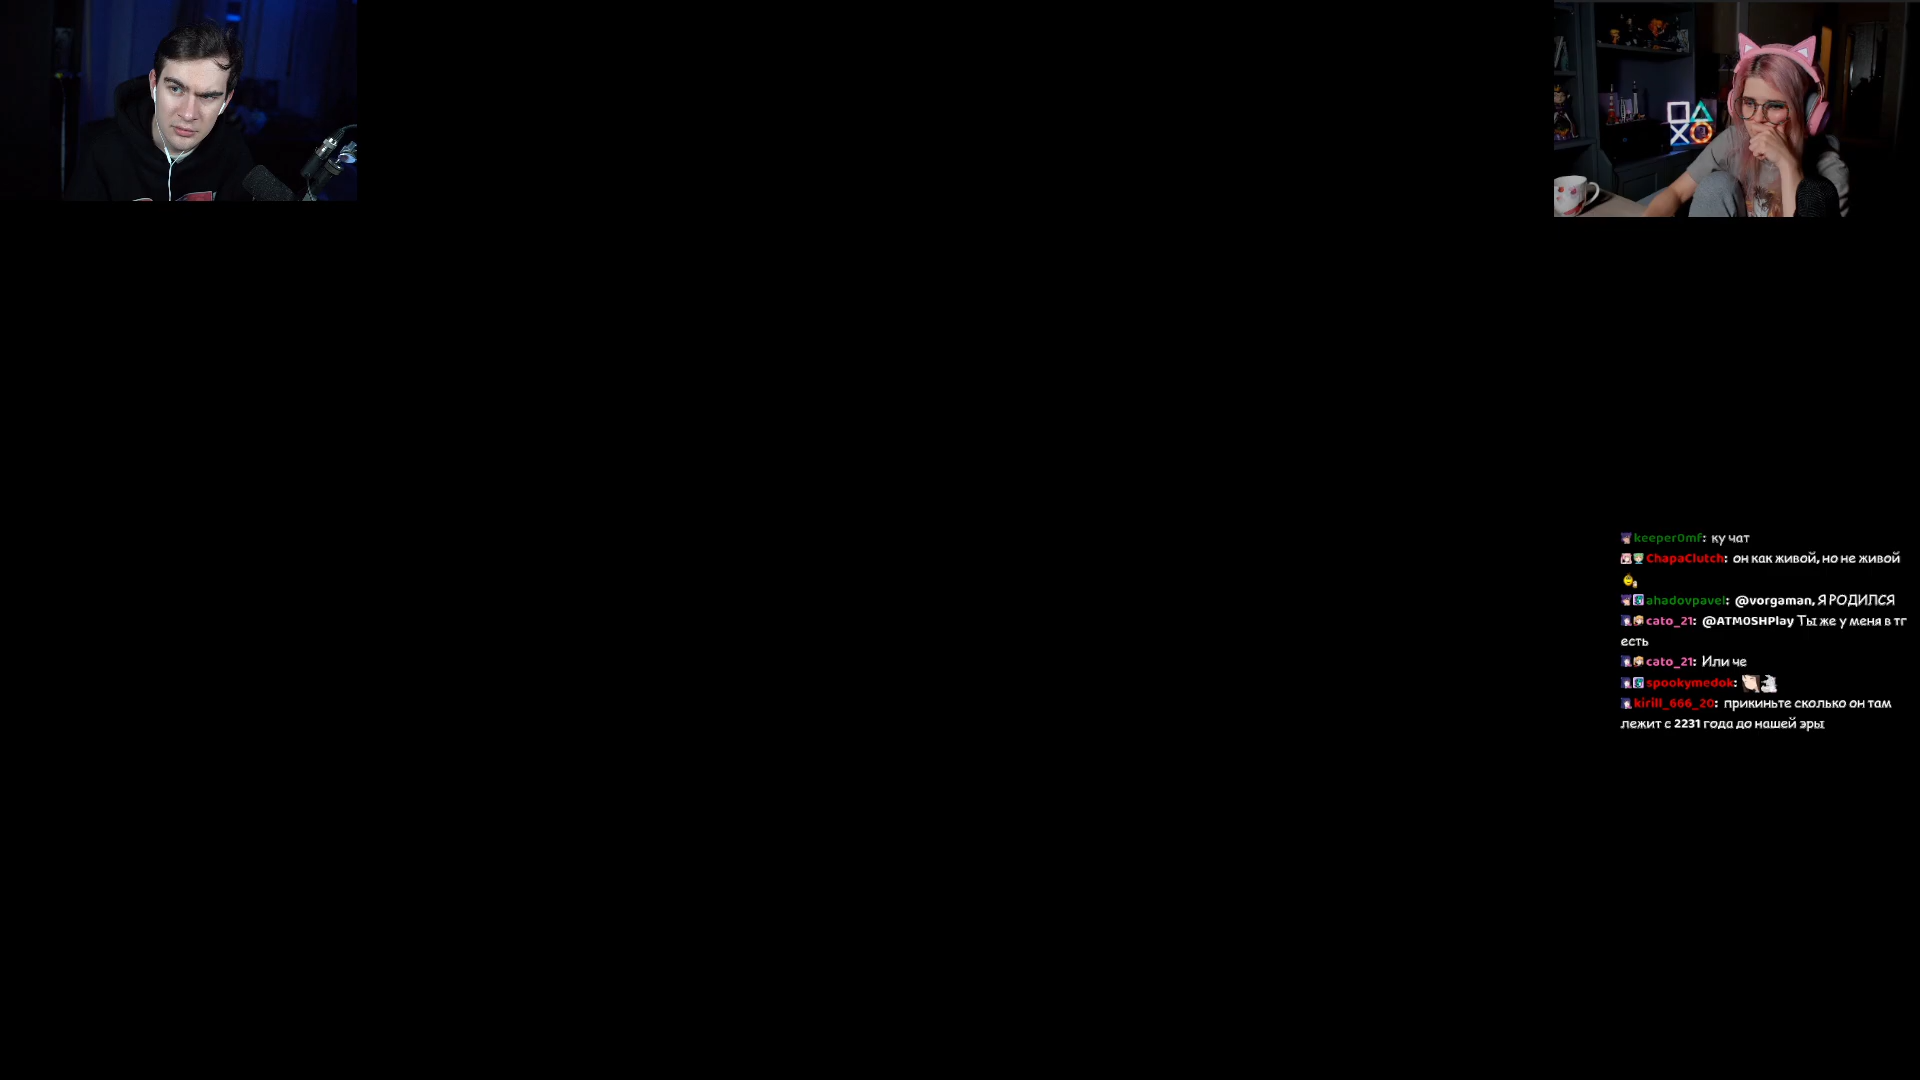 keeper0mf: ку чат
ChapaClutch: он как живой, но не живой
ahadovpavel: @vorgaman, Я РОДИЛСЯ
cato_21: @ATM0SHPlay Ты же у меня в тг
есть
cato_21: Или че
spookymedok:
kirill_666_20: прикиньте сколько он там
лежит с 2231 года до нашей эры